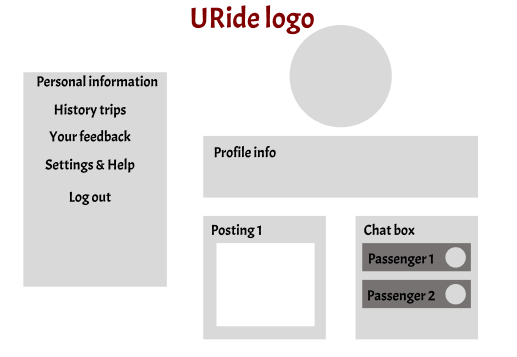 URide logo
Personal information
History trips
Your feedback
Settings & Help
Log out
Profile info
Posting 1
Chat box
Passenger 1
Passenger 2